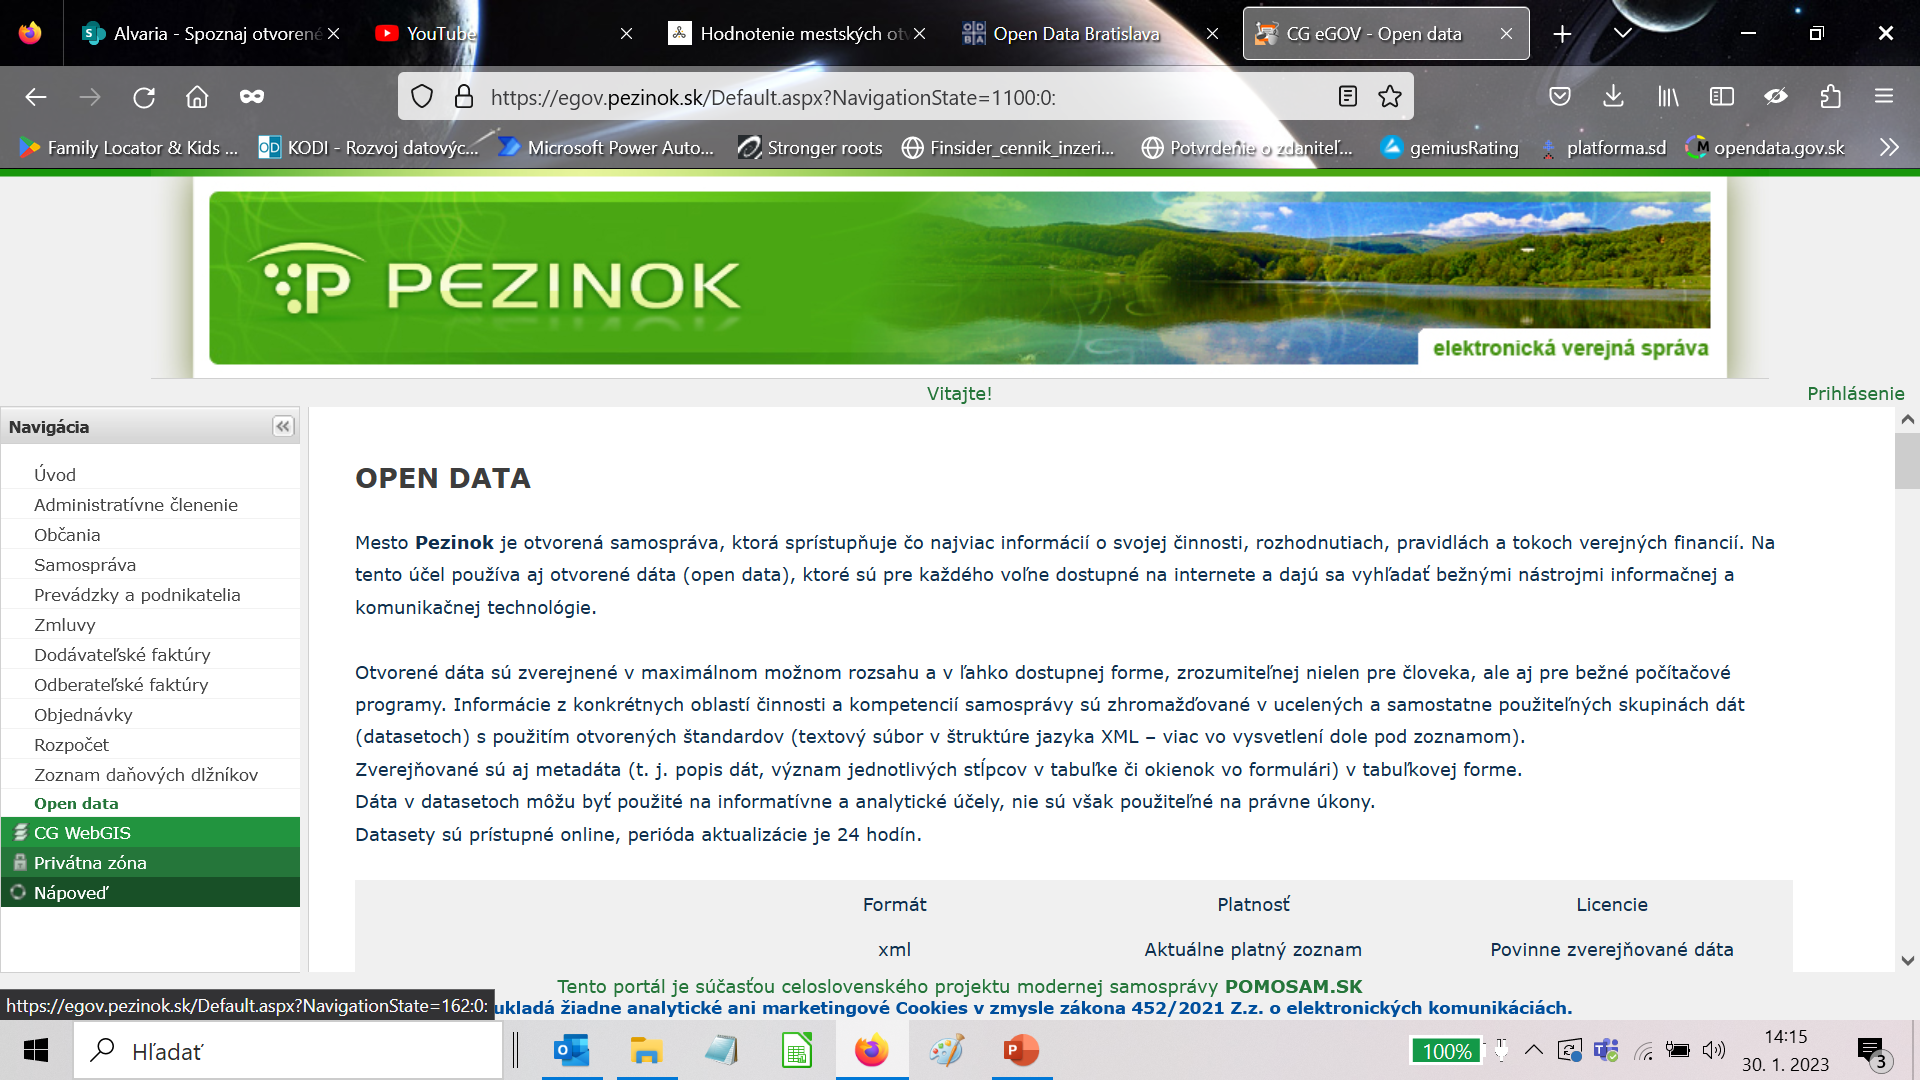 Alvaria - Spoznaj otvorené
YouTube
Hodnotenie mestských otv
Open Data Bratislava
CG eGOV - Open data
https://egov.pezinok.sk/Default.aspx?NavigationState=1100:0:
Family Locator & Kids ...
KODI - Rozvoj datovýc...
Microsoft Power Auto...
Stronger roots
Finsider_cennik_inzeri...
Potvrdenie o zdaniteľ...
gemiusRating
platforma.sd
opendata.gov.sk
PEZINOK
elektronická verejná správa
Vitajte!
Prihlásenie
Navigácia
Úvod
Administratívne členenie
Občania
Samospráva
Prevádzky a podnikatelia
Zmluvy
Dodávateľské faktúry
Odberateľské faktúry
Objednávky
Rozpočet
Zoznam daňových dlžníkov
Open data
CG WebGIS
Privátna zóna
Nápoveď
OPEN DATA
Mesto Pezinok je otvorená samospráva, ktorá sprístupňuje čo najviac informácií o svojej činnosti, rozhodnutiach, pravidlách a tokoch verejných financií. Na
tento účel používa aj otvorené dáta (open data), ktoré sú pre každého voľne dostupné na internete a dajú sa vyhľadať bežnými nástrojmi informačnej a
komunikačnej technológie.
Otvorené dáta sú zverejnené v maximálnom možnom rozsahu a v ľahko dostupnej forme, zrozumiteľnej nielen pre človeka, ale aj pre bežné počítačové
programy. Informácie z konkrétnych oblastí činnosti a kompetencií samosprávy sú zhromažďované v ucelených a samostatne použiteľných skupinách dát
(datasetoch) s použitím otvorených štandardov (textový súbor v štruktúre jazyka XML – viac vo vysvetlení dole pod zoznamom).
Zverejňované sú aj metadáta (t. j. popis dát, význam jednotlivých stĺpcov v tabuľke či okienok vo formulári) v tabuľkovej forme.
Dáta v datasetoch môžu byť použité na informatívne a analytické účely, nie sú však použiteľné na právne úkony.
Datasety sú prístupné online, perióda aktualizácie je 24 hodín.
Formát
Platnosť
Licencie
xml
Aktuálne platný zoznam
Povinne zverejňované dáta
Tento portál je súčasťou celoslovenského projektu modernej samosprávy POMOSAM.SK
https://egov.pezinok.sk/Default.aspx?NavigationState=162:0:
ukladá žiadne analytické ani marketingové Cookies v zmysle zákona 452/2021 Z.z. o elektronických komunikáciách.
Hľadať
100%
14:15
30. 1. 2023
3